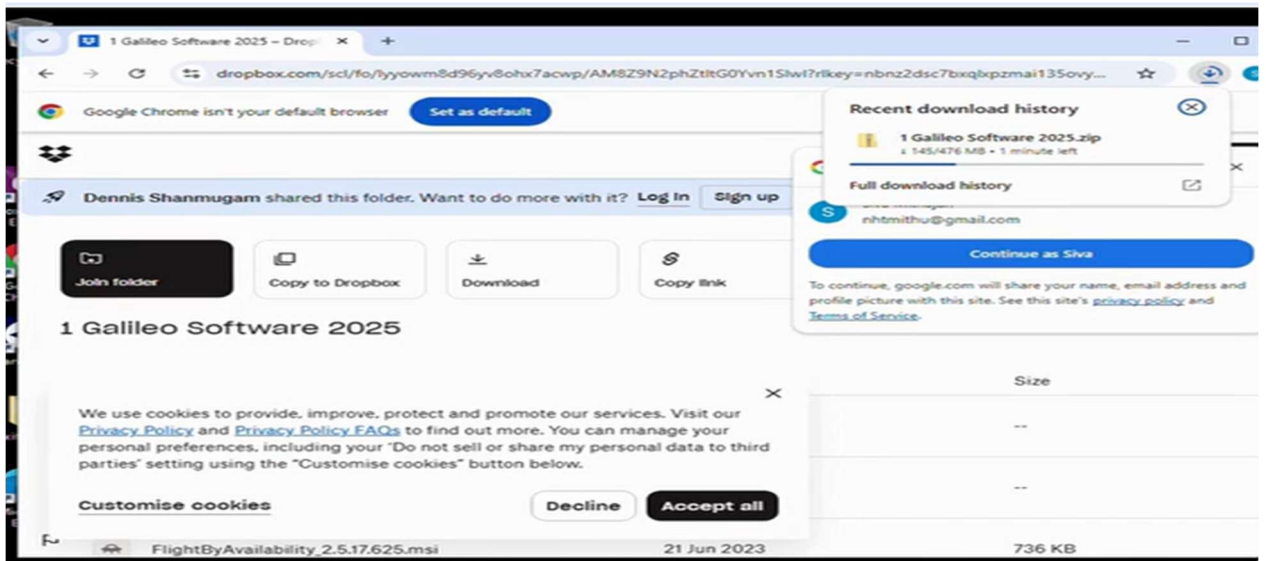 1 Galileo Software 2025 – Drop
dropbox.com/scl/fo/
Google Chrome isn't your default browser
Set as default
Recent download history
1 Galileo Software 2025.zip
↓ 145/476 MB • 1 minute left
Full download history
Dennis Shanmugam shared this folder. Want to do more with it? Log in Sign up
S
nhtmithu@gmail.com
Continue as Siva
To continue, google.com will share your name, email address and
profile picture with this site. See this site's privacy policy and
Terms of Service.
Join folder
Copy to Dropbox
Download
Copy link
1 Galileo Software 2025
Size
We use cookies to provide, improve, protect and promote our services. Visit our
Privacy Policy and Privacy Policy FAQs to find out more. You can manage your
personal preferences, including your 'Do not sell or share my personal data to third
parties' setting using the "Customise cookies" button below.
Customise cookies
Decline
Accept all
--
--
FlightByAvailability_2.5.17.625.msi 21 Jun 2023 736 KB